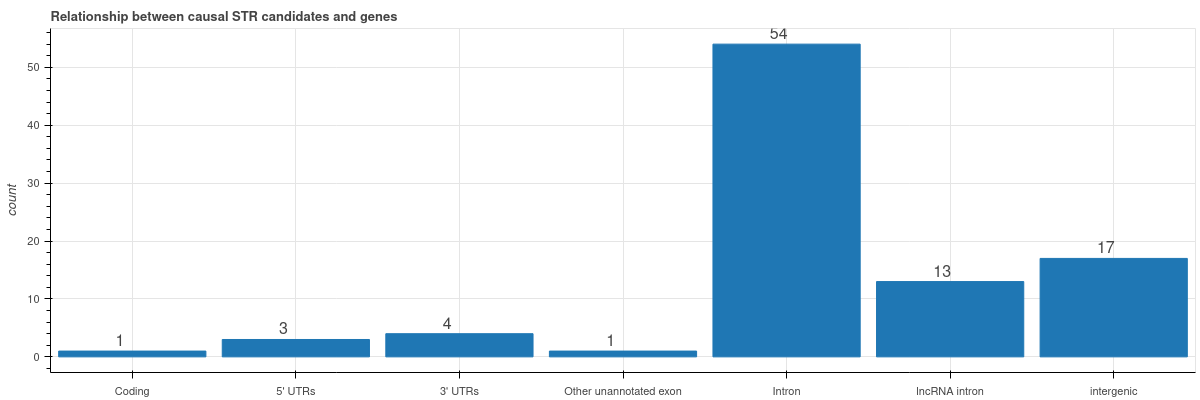 Relationship between causal STR candidates and genes
count
50
40
30
20
10
0
1
3
4
1
54
13
17
Coding
5' UTRs
3' UTRs
Other unannotated exon
Intron
lncRNA intron
intergenic